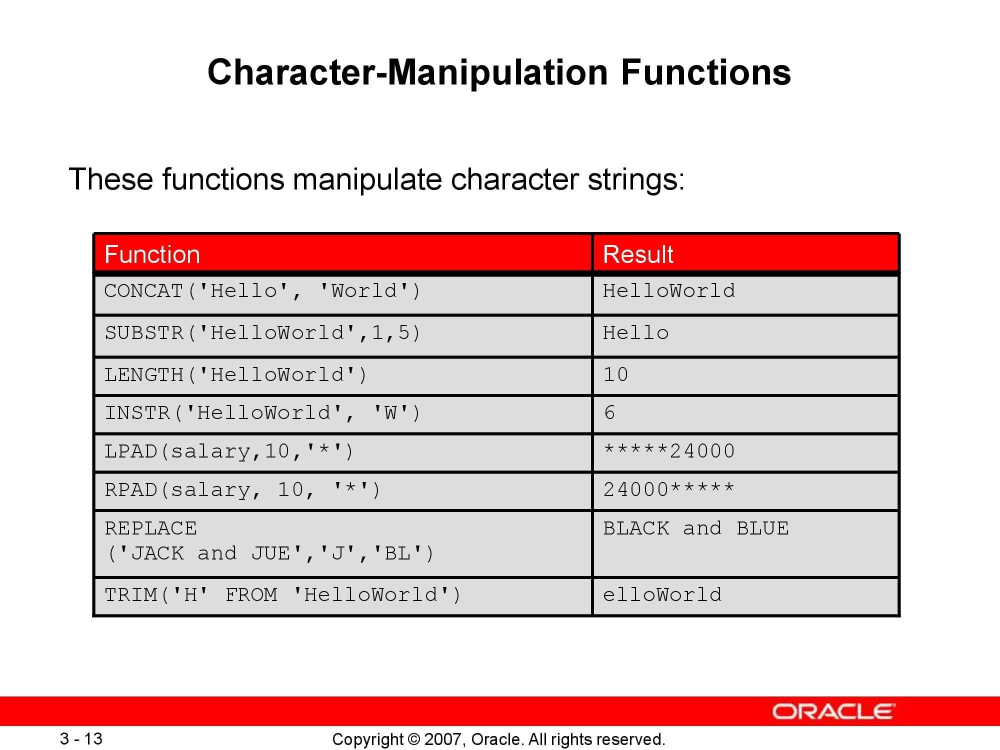 Character-Manipulation Functions
These functions manipulate character strings:
Function Result
CONCAT('Hello', 'World') HelloWorld
SUBSTR('HelloWorld',1,5) Hello
LENGTH('HelloWorld') 10
INSTR('HelloWorld', 'W') 6
LPAD(salary,10,'*') *****24000
RPAD(salary, 10, '*') 24000*****
REPLACE BLACK and BLUE
('JACK and JUE','J','BL')
TRIM('H' FROM 'HelloWorld') elloWorld
ORACLE
3 - 13 Copyright © 2007, Oracle. All rights reserved.